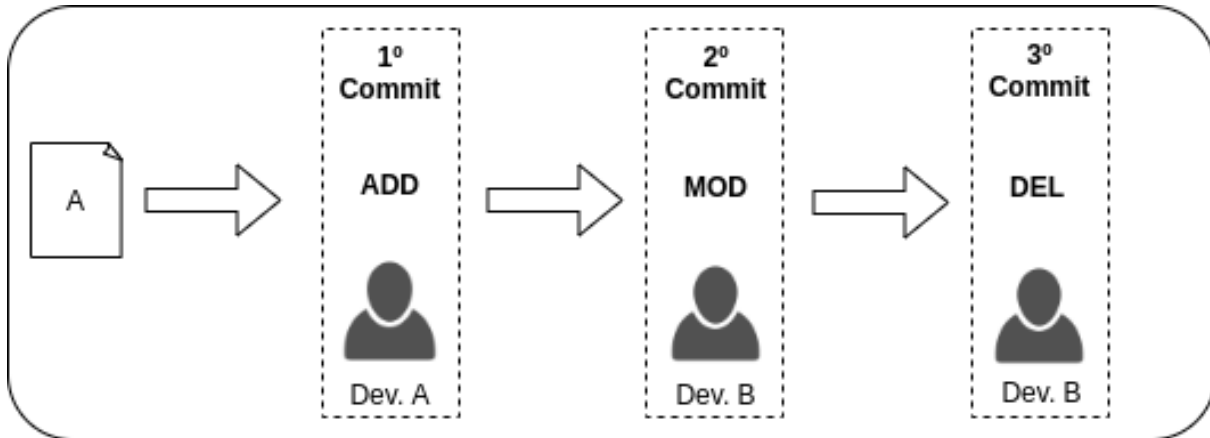 A
1º
Commit
ADD
Dev. A
2º
Commit
MOD
Dev. B
3º
Commit
DEL
Dev. B